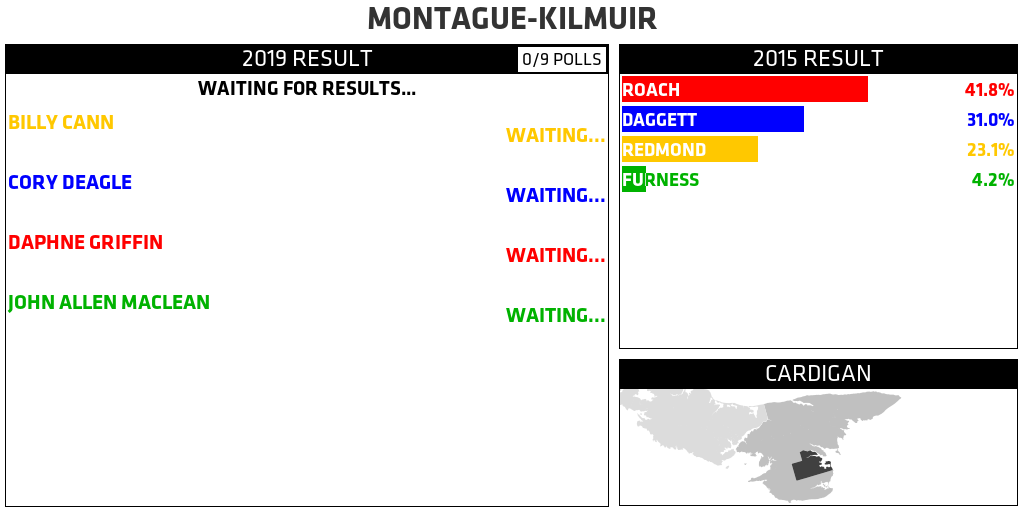 MONTAGUE-KILMUIR
2019 RESULT
0/9 POLLS
WAITING FOR RESULTS...
BILLY CANN
WAITING...
CORY DEAGLE
WAITING...
DAPHNE GRIFFIN
WAITING...
JOHN ALLEN MACLEAN
WAITING...
2015 RESULT
ROACH 41.8%
DAGGETT 31.0%
REDMOND 23.1%
FURNESS 4.2%
CARDIGAN